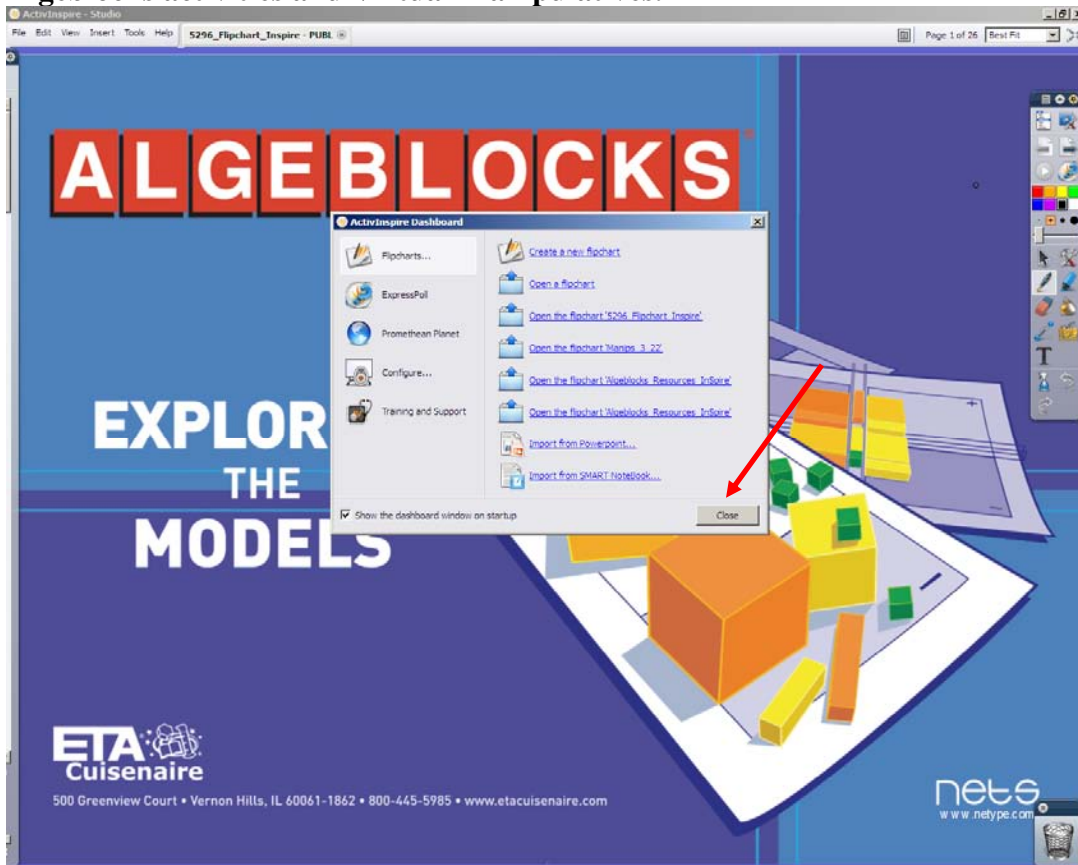 ActivInspire - Studio
File Edit View Insert Tools Help 5296_Flipchart_Inspire - PUBL Page 1 of 26 Best Fit
ALGEBLOCKS
ActivInspire Dashboard
Flipcharts...
ExpressPoll
Promethean Planet
Configure...
Training and Support
Create a new flipchart
Open a flipchart
Open the flipchart '5296_Flipchart_Inspire'
Open the flipchart 'Manips_3_22'
Open the flipchart 'Algeblocks_Resources_InSpire'
Open the flipchart 'Algeblocks_Resources_InSpire'
Import from Powerpoint...
Import from SMART NoteBook...
Show the dashboard window on startup
Close
EXPLOR
THE
MODELS
T
ETA
Cuisenaire
500 Greenview Court • Vernon Hills, IL 60061-1862 • 800-445-5985 • www.etacuisenaire.com
nets
www.netype.com